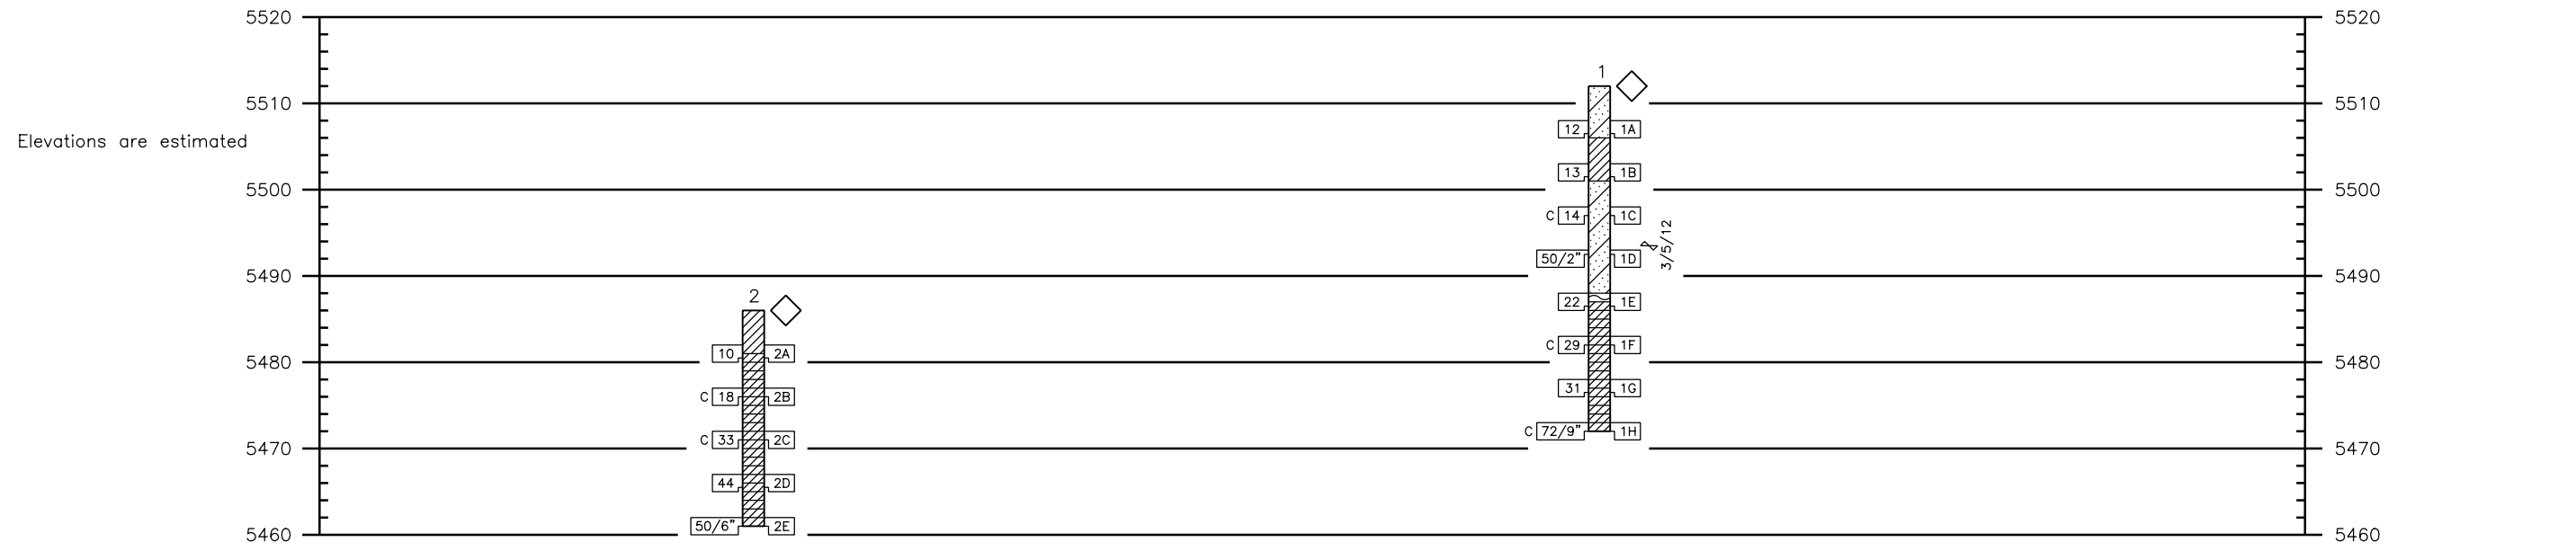 5520 5520
1
5510 5510
12 1A
Elevations are estimated
13 1B
5500 5500
C 14 1C
3/5/12
50/2" 1D
5490 5490
2
22 1E
C 29 1F
10 2A
5480 5480
31 1G
C 18 2B
C 72/9" 1H
C 33 2C
5470 5470
44 2D
50/6" 2E
5460 5460